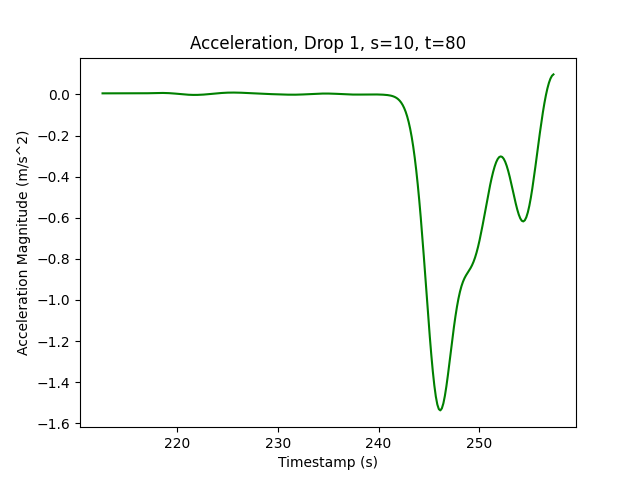 Acceleration, Drop 1, s=10, t=80
Acceleration Magnitude (m/s^2)
0.0
−0.2
−0.4
−0.6
−0.8
−1.0
−1.2
−1.4
−1.6
220 230 240 250
Timestamp (s)